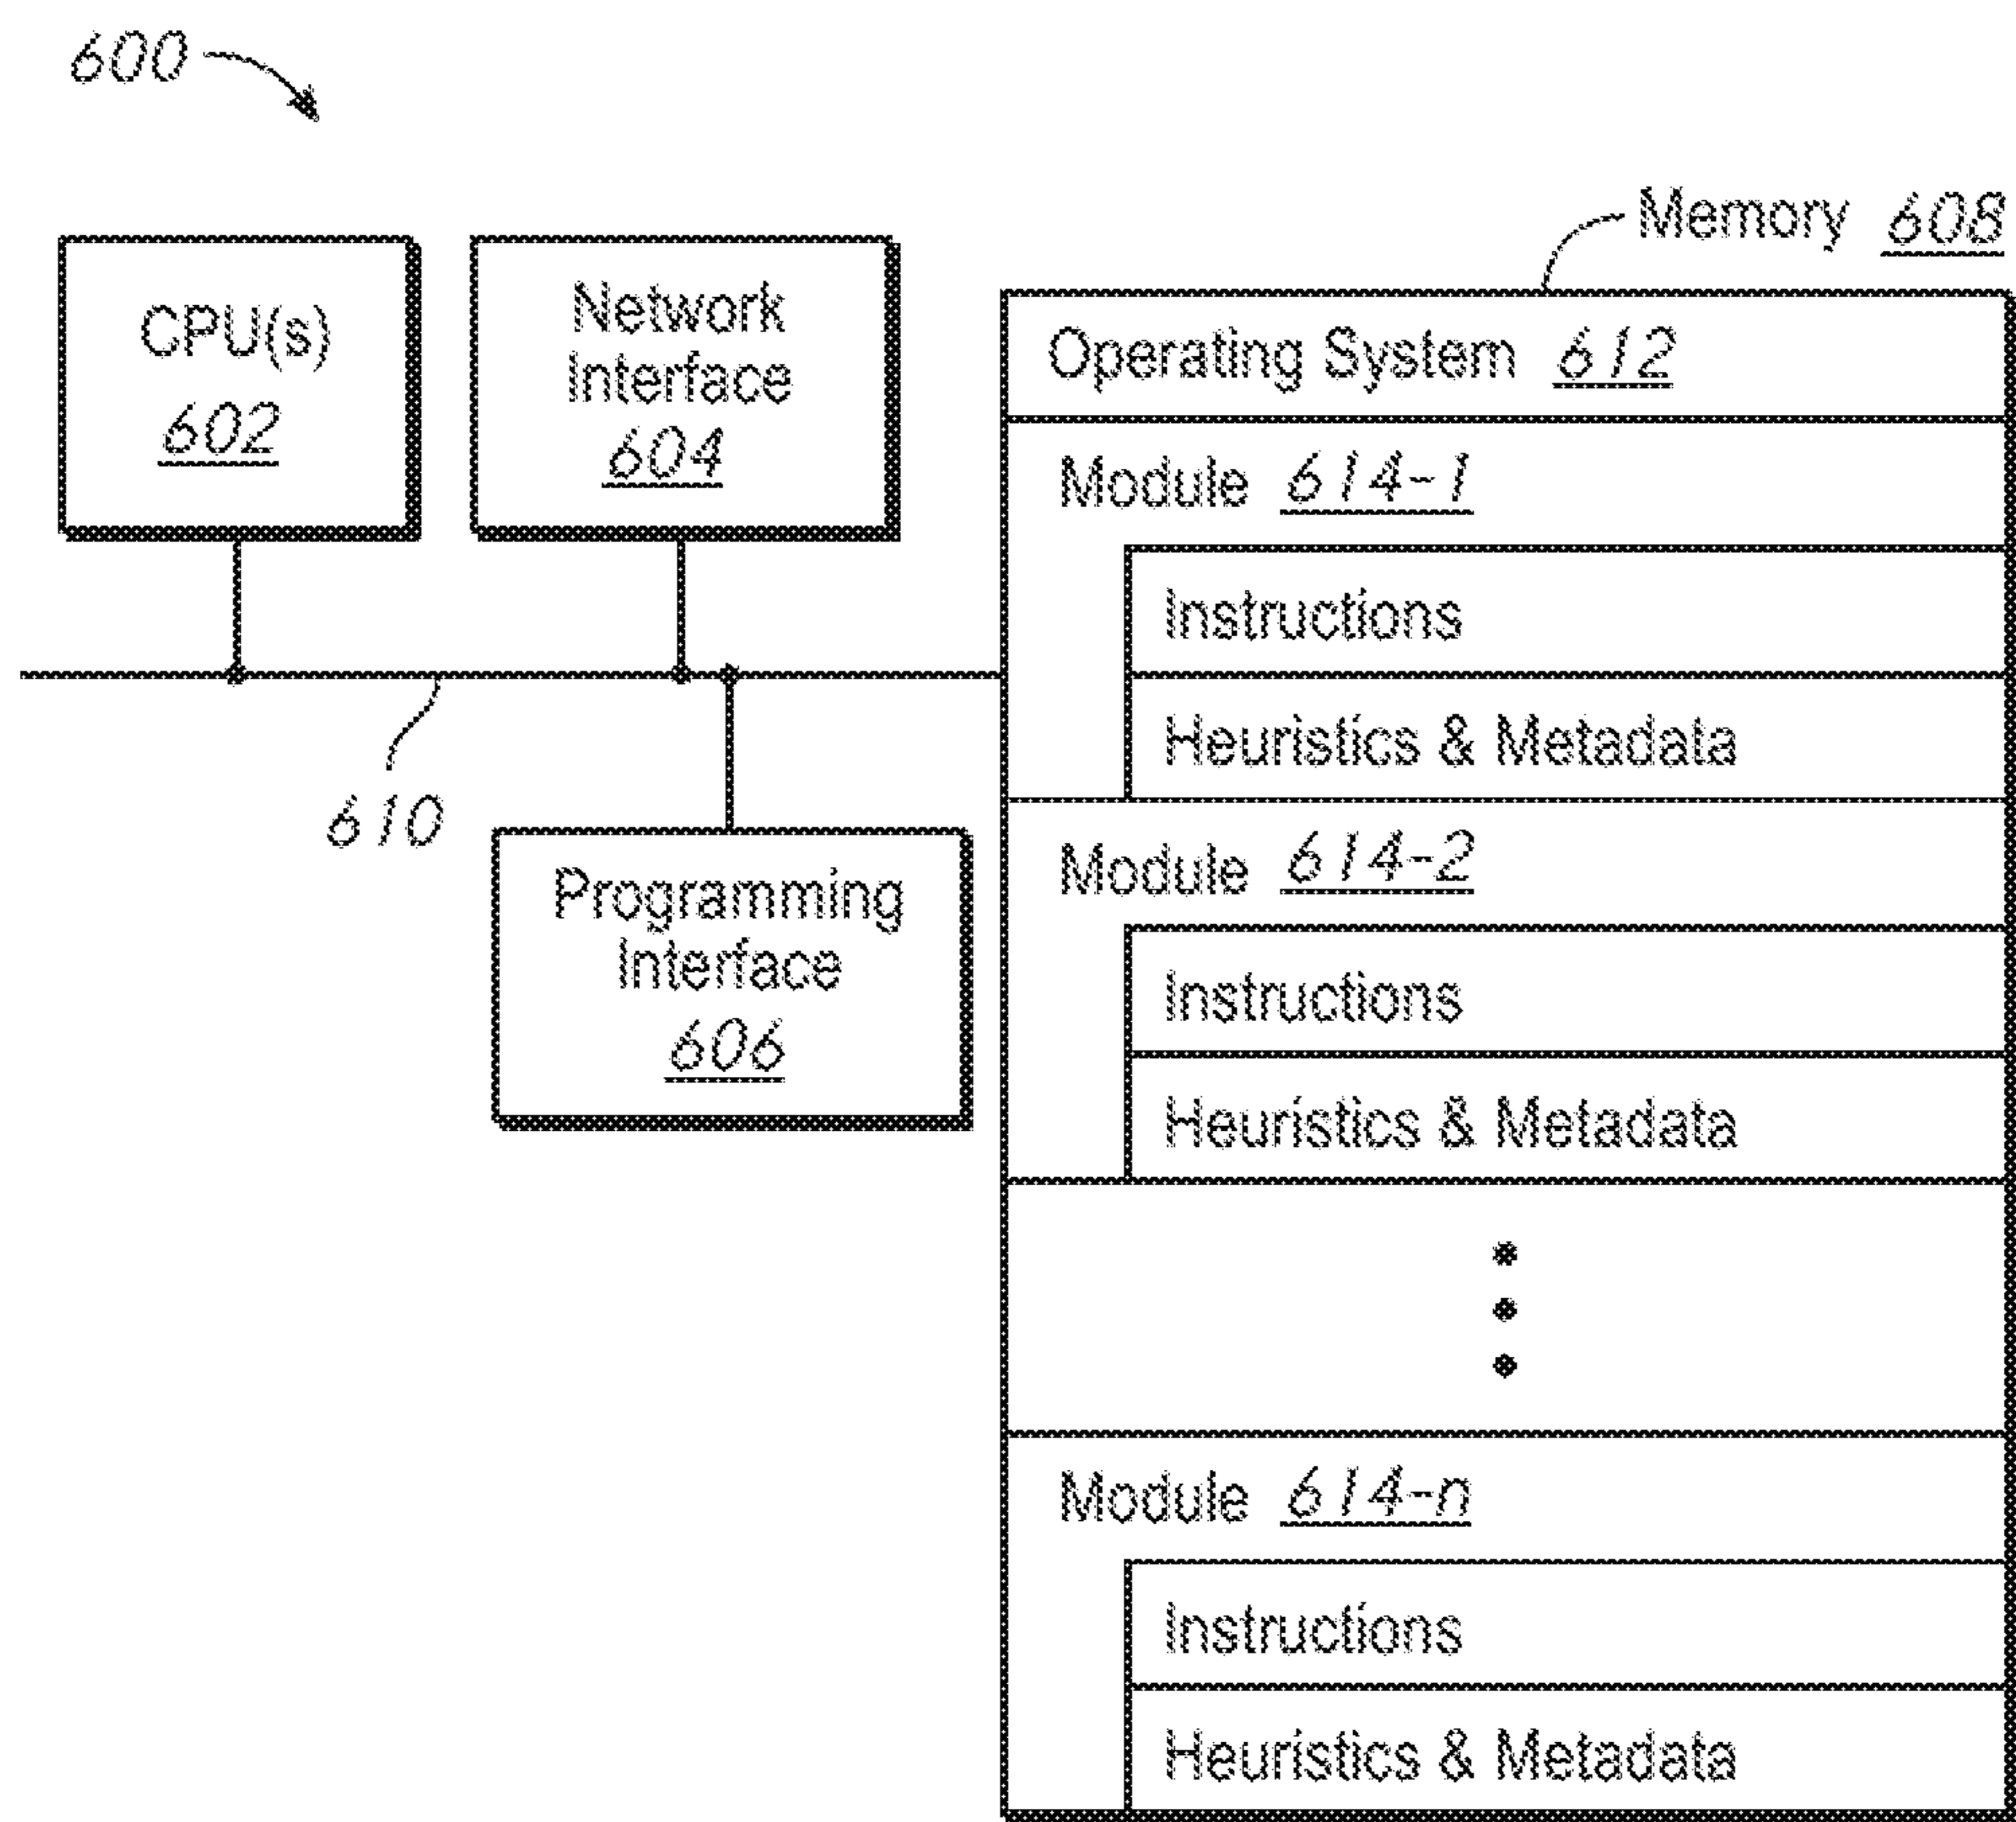 600
Memory 608
CPU(s)
602
Network
Interface
604
Operating System 612
Module 614-1
Instructions
Heuristics & Metadata
610
Programming
Interface
606
Module 614-2
Instructions
Heuristics & Metadata
Module 614-n
Instructions
Heuristics & Metadata